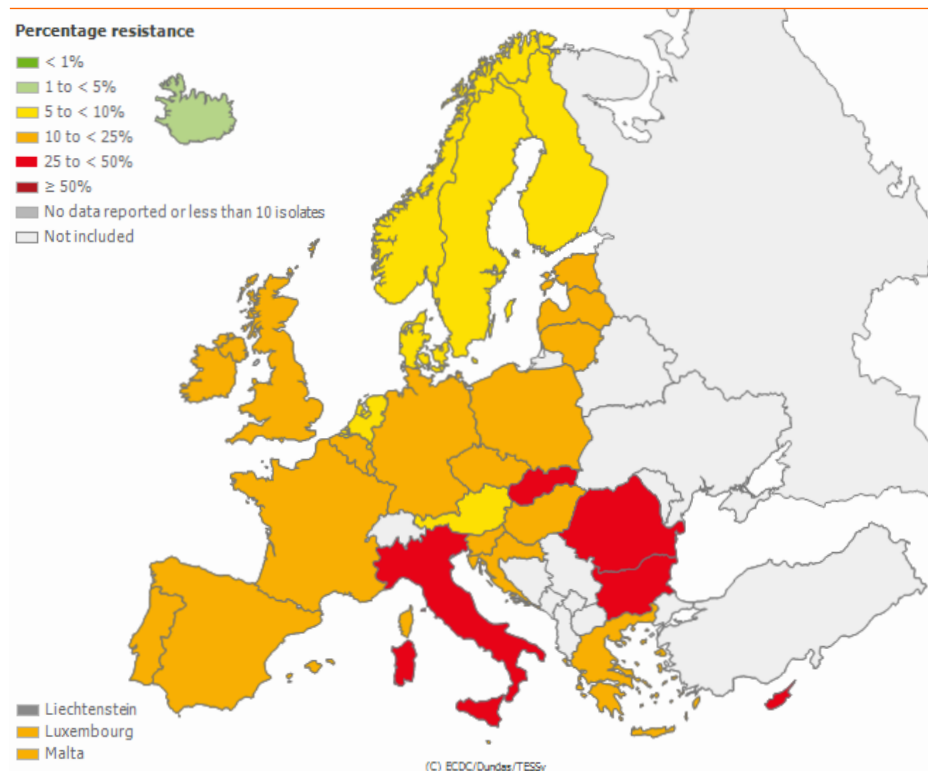 Percentage resistance
< 1%
1 to < 5%
5 to < 10%
10 to < 25%
25 to < 50%
≥ 50%
No data reported or less than 10 isolates
Not included
Liechtenstein
Luxembourg
Malta
(C) ECDC/Dundas/TESSy